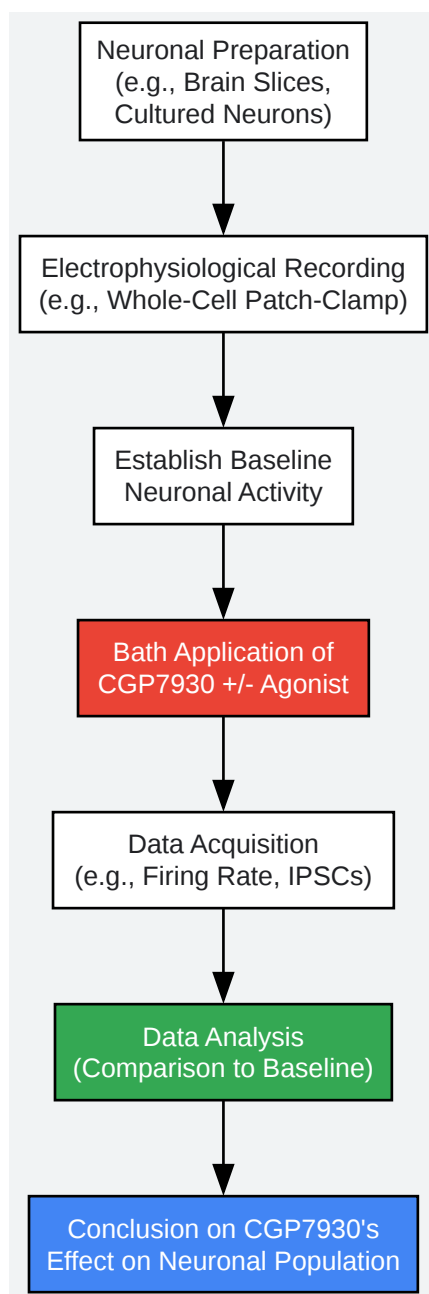 Neuronal Preparation
(e.g., Brain Slices,
Cultured Neurons)
Electrophysiological Recording
(e.g., Whole-Cell Patch-Clamp)
Establish Baseline
Neuronal Activity
Bath Application of
CGP7930 +/- Agonist
Data Acquisition
(e.g., Firing Rate, IPSCs)
Data Analysis
(Comparison to Baseline)
Conclusion on CGP7930's
Effect on Neuronal Population